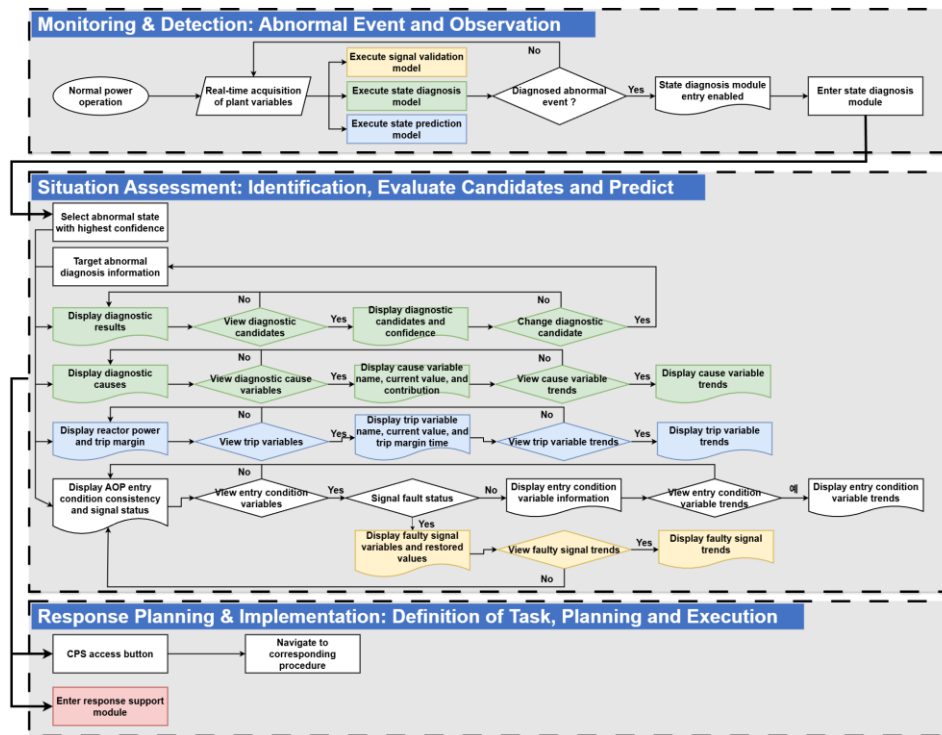 Monitoring & Detection: Abnormal Event and Observation
No
Normal power
operation
Real-time acquisition
of plant variables
Execute signal validation
model
Execute state diagnosis
model
Execute state prediction
model
Diagnosed abnormal
event ?
Yes
State diagnosis module
entry enabled
Enter state diagnosis
module
Situation Assessment: Identification, Evaluate Candidates and Predict
Select abnormal state
with highest confidence
Target abnormal
diagnosis information
No
No
Display diagnostic
results
View diagnostic
candidates
Yes
Display diagnostic
candidates and
confidence
Change diagnostic
candidate
Yes
No
No
Display diagnostic
causes
View diagnostic cause
variables
Yes
Display cause variable
name, current value, and
contribution
View cause variable
trends
Yes
Display cause variable
trends
No
No
Display reactor power
and trip margin
View trip variables
Yes
Display trip variable
name, current value, and
trip margin time
View trip variable trends
Yes
Display trip variable
trends
No
No
Display AOP entry
condition consistency
and signal status
View entry condition
variables
Yes
Signal fault status
No
Display entry condition
variable information
View entry condition
variable trends
예
Display entry condition
variable trends
Yes
Display faulty signal
variables and restored
values
View faulty signal trends
Yes
Display faulty signal
trends
No
Response Planning & Implementation: Definition of Task, Planning and Execution
CPS access button
Navigate to
corresponding
procedure
Enter response support
module